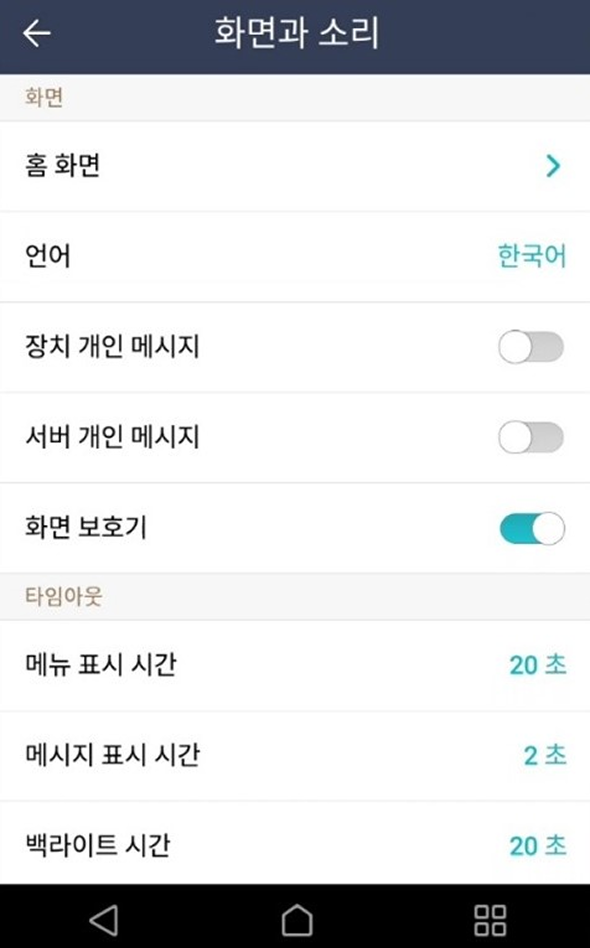 화면과 소리
화면
홈 화면
언어 한국어
장치 개인 메시지
서버 개인 메시지
화면 보호기
타임아웃
메뉴 표시 시간 20 초
메시지 표시 시간 2 초
백라이트 시간 20 초